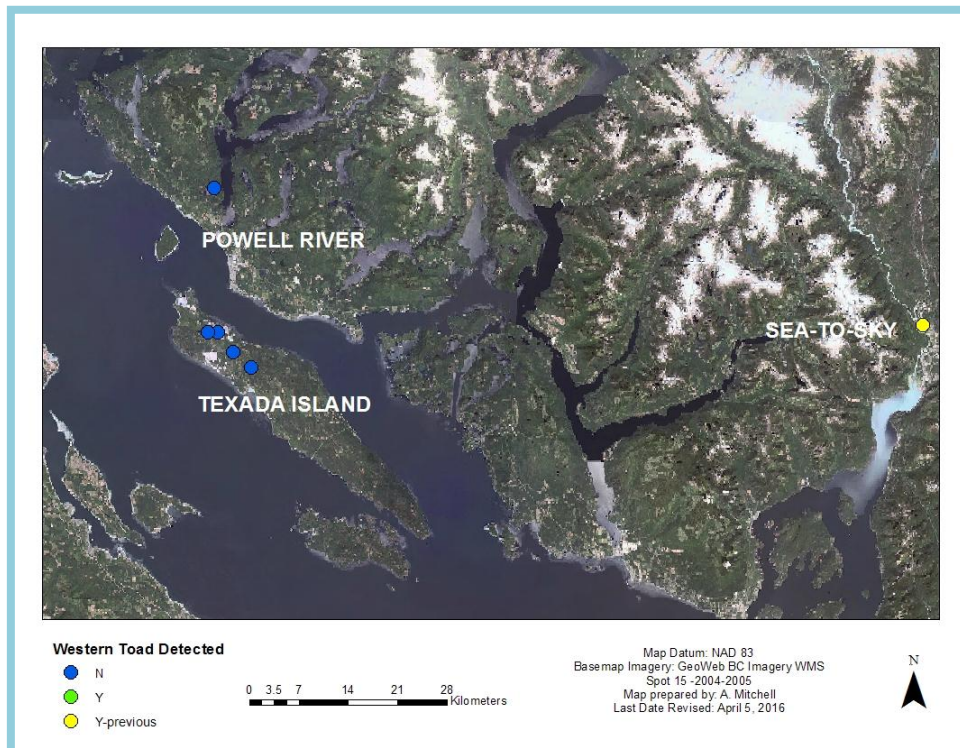 POWELL RIVER
SEA-TO-SKY
TEXADA ISLAND
Western Toad Detected
N
Y
Y-previous
0 3.5 7 14 21 28
Kilometers
Map Datum: NAD 83
Basemap Imagery: GeoWeb BC Imagery WMS
Spot 15 -2004-2005
Map prepared by: A. Mitchell
Last Date Revised: April 5, 2016
N